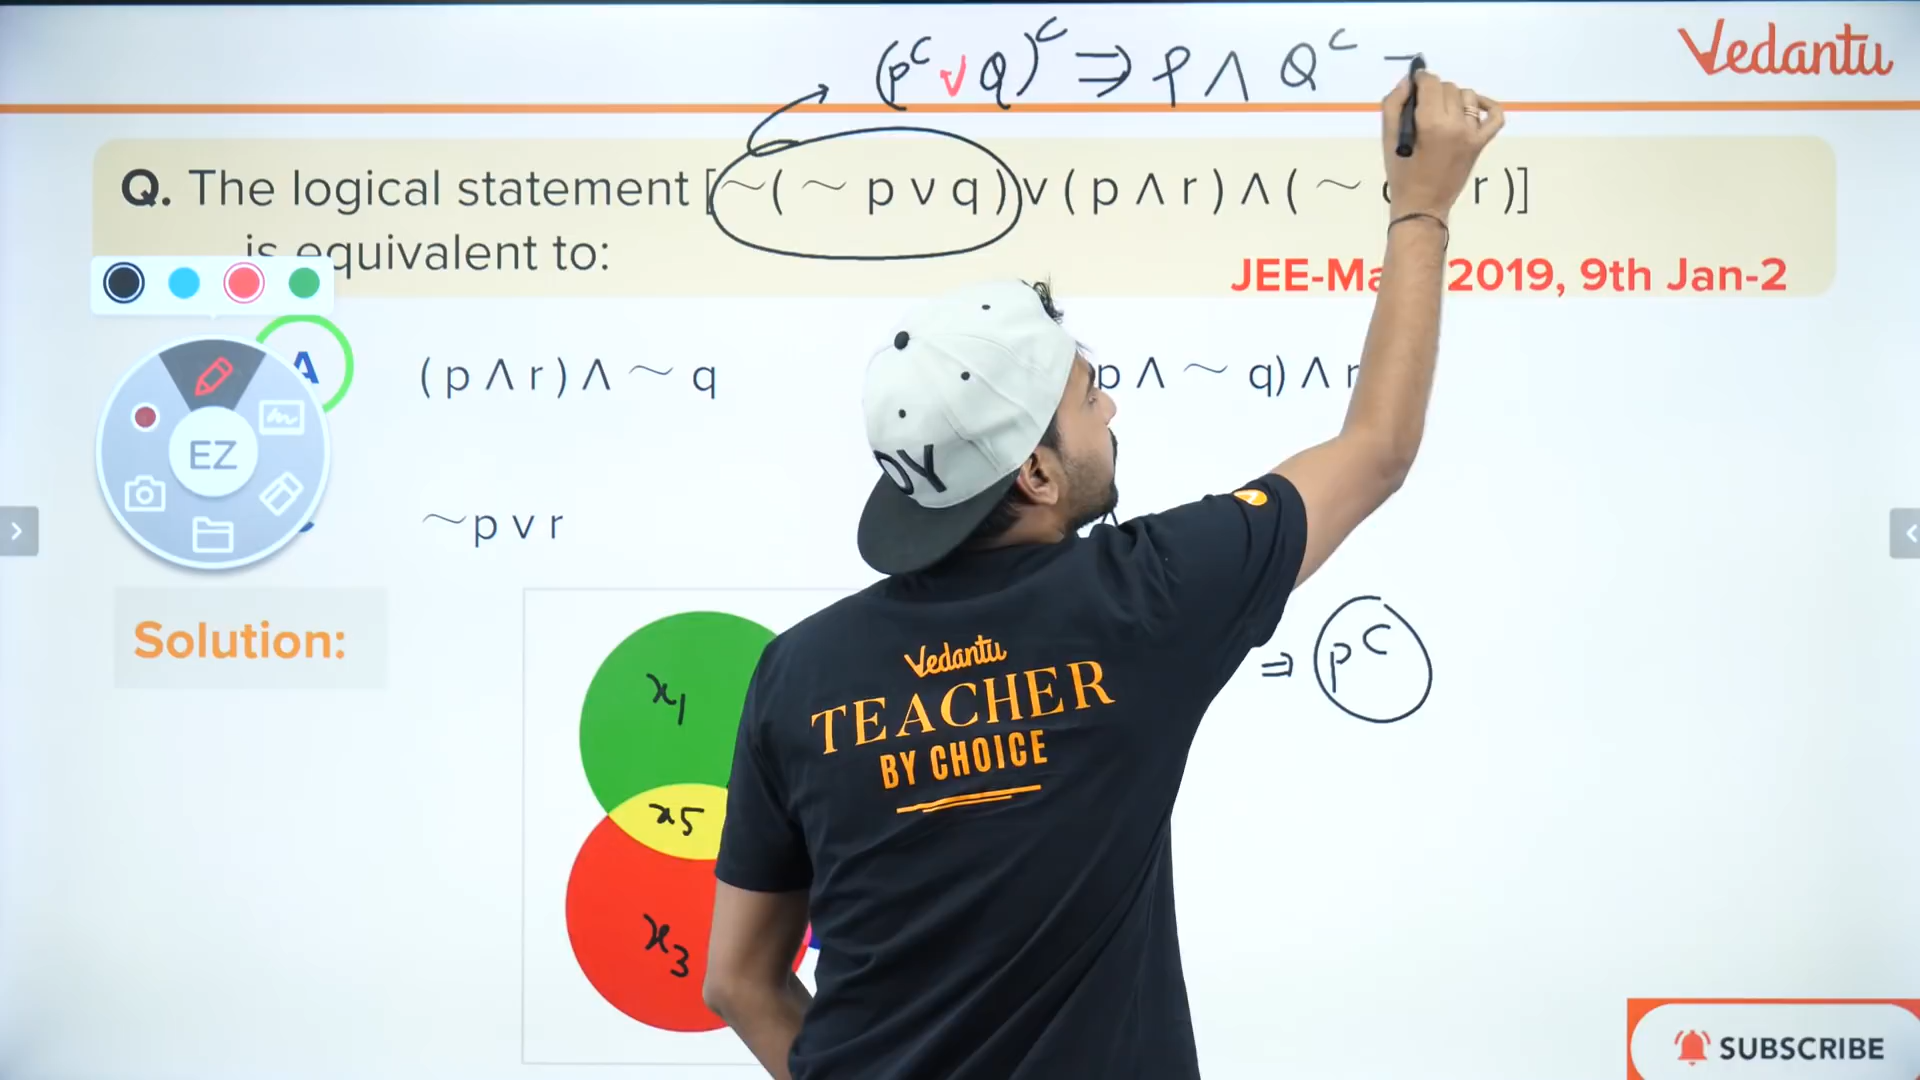 (p^c ∨ Q)^c ⇒ P ∧ Q^c
Vedantu
Q. The logical statement [~(~ p v q) v (p ∧ r) ∧ (~ r)]
is equivalent to:
JEE-Ma 2019, 9th Jan-2
A (p ∧ r) ∧ ~ q
p ∧ ~ q) ∧ r
EZ
~p v r
∧
Solution:
x1
x5
x3
⇒ p^c
OY
Vedantu
TEACHER
BY CHOICE
SUBSCRIBE